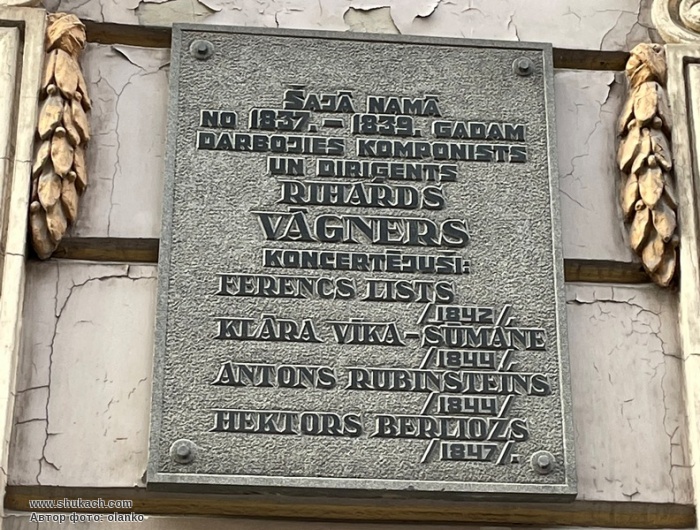 ŠAJĀ NAMĀ
NO 1837. – 1839. GADAM
DARBOJIES KOMPONISTS
UN DIRIĢENTS
RIHARDS
VĀGNERS
KONCERTĒJUŠI:
FERENCS LISTS
/1842/.
KLĀRA VĪKA-ŠŪMANE
/1844/.
ANTONS RUBINŠTEINS
/1844/
HEKTORS BERLIOZS
/1847/.
www.shukach.com
Автор фото: olanko